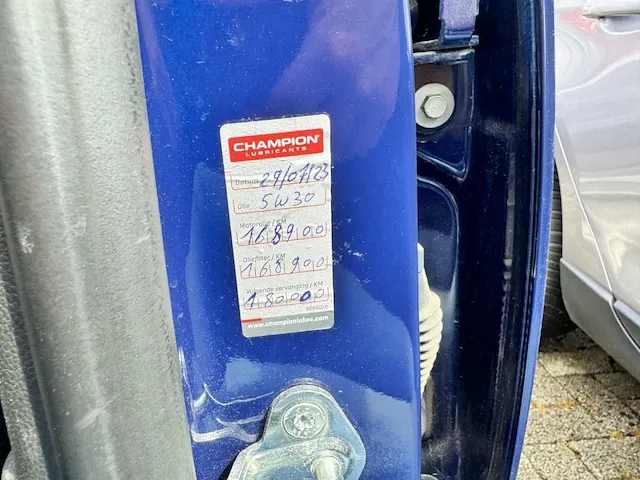 CHAMPION
LUBRICANTS
Datum 29/07/23
Olie 5W30
Motorolie / KM
168900
Oliefilter / KM
168900
Volgende vervanging / KM
180000
www.championlubes.com